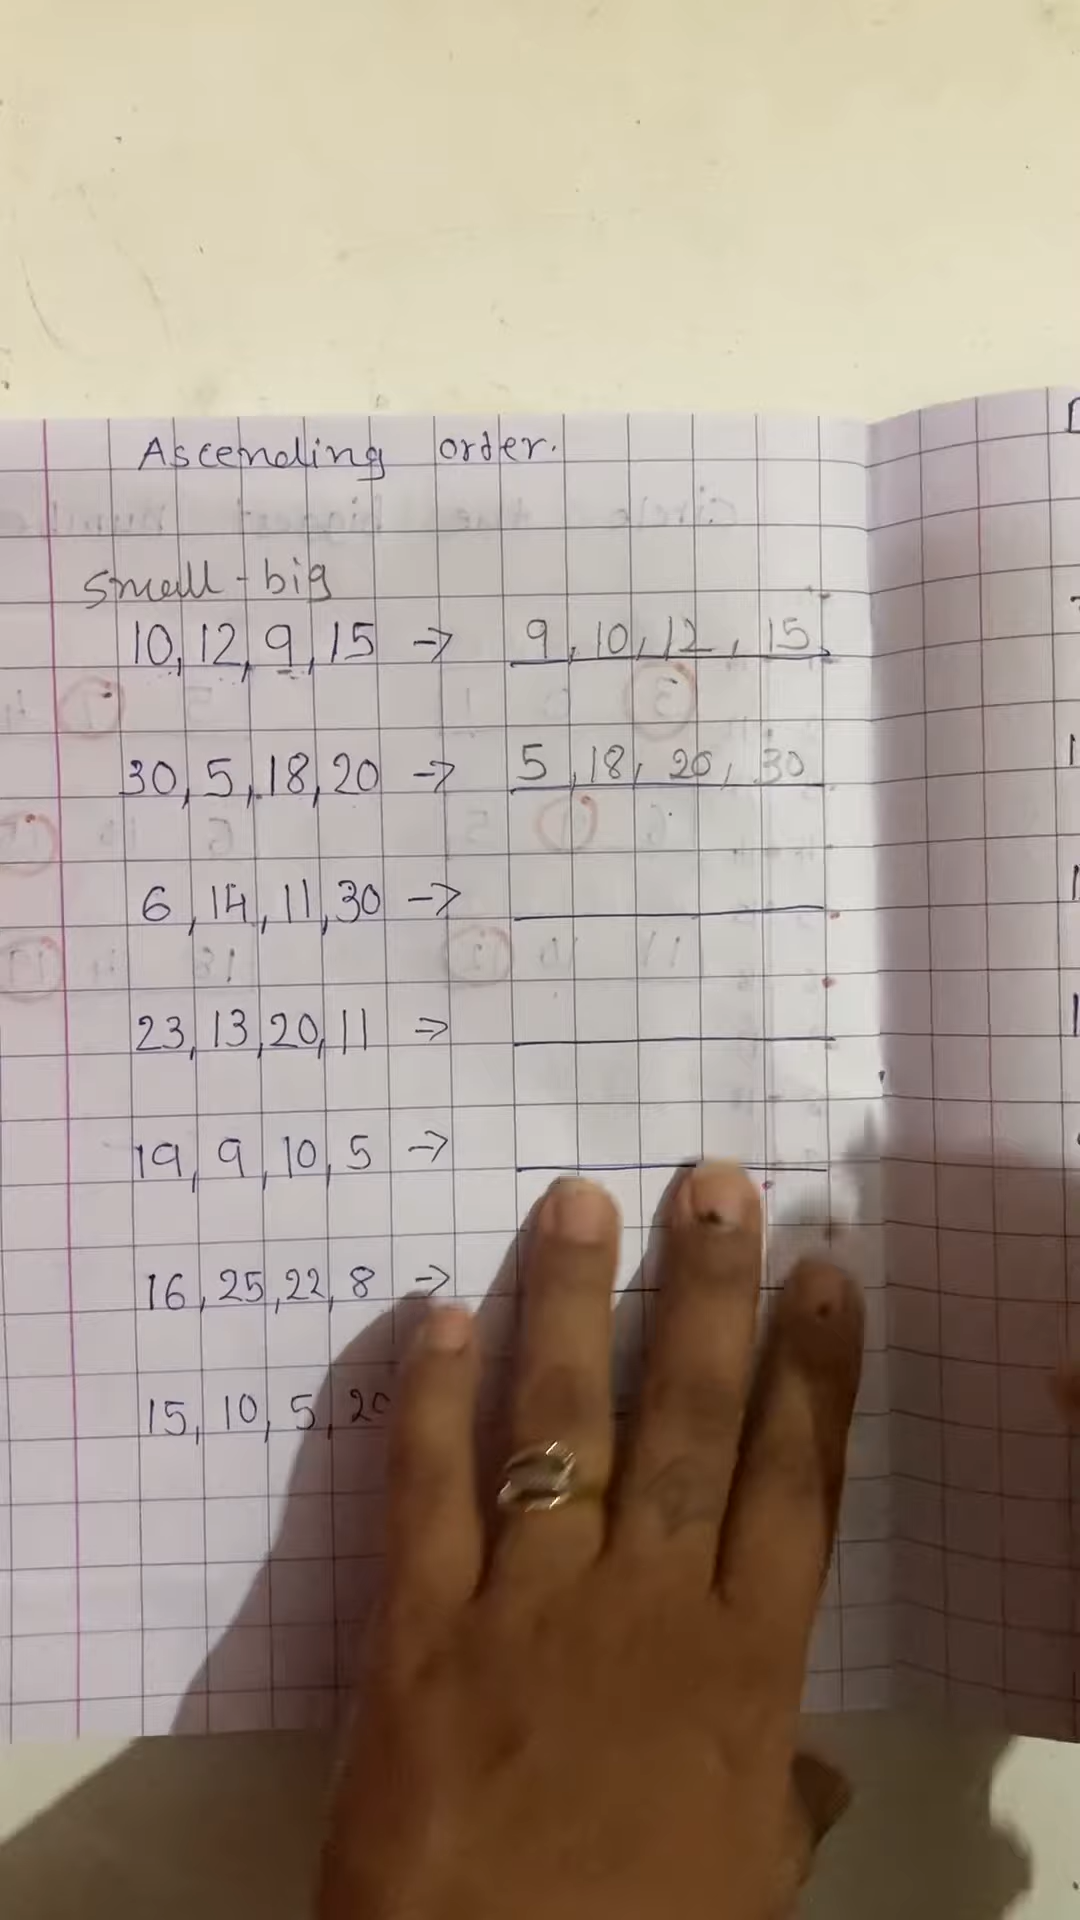 Ascending order.
Small - big
10, 12, 9, 15 → 9, 10, 12, 15
30, 5, 18, 20 → 5, 18, 20, 30
6, 14, 11, 30 →
23, 13, 20, 11 →
19, 9, 10, 5 →
16, 25, 22, 8 →
15, 10, 5, 20